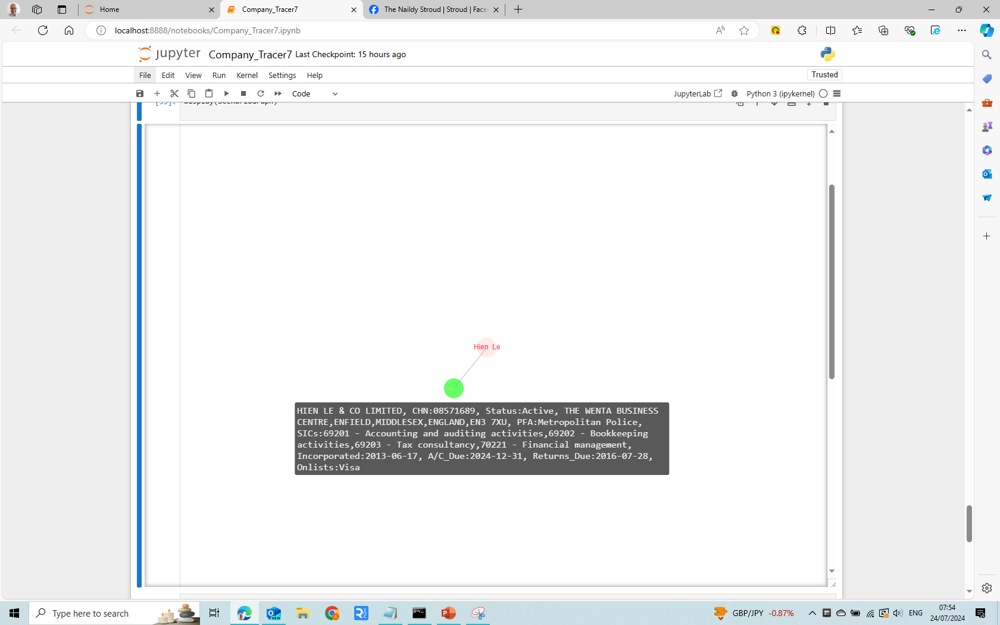 Home
Company_Tracer7
The Naildy Stroud | Stroud | Face
localhost:8888/notebooks/Company_Tracer7.ipynb
jupyter Company_Tracer7 Last Checkpoint: 15 hours ago
File Edit View Run Kernel Settings Help
Trusted
Code
JupyterLab
Python 3 (ipykernel)
Hien Le
HIEN LE & CO LIMITED, CHN:08571689, Status:Active, THE WENTA BUSINESS
CENTRE,ENFIELD,MIDDLESEX,ENGLAND,EN3 7XU, PFA:Metropolitan Police,
SICs:69201 - Accounting and auditing activities,69202 - Bookkeeping
activities,69203 - Tax consultancy,70221 - Financial management,
Incorporated:2013-06-17, A/C_Due:2024-12-31, Returns_Due:2016-07-28,
Onlists:Visa
Type here to search
GBP/JPY -0.87%
ENG
07:54
24/07/2024